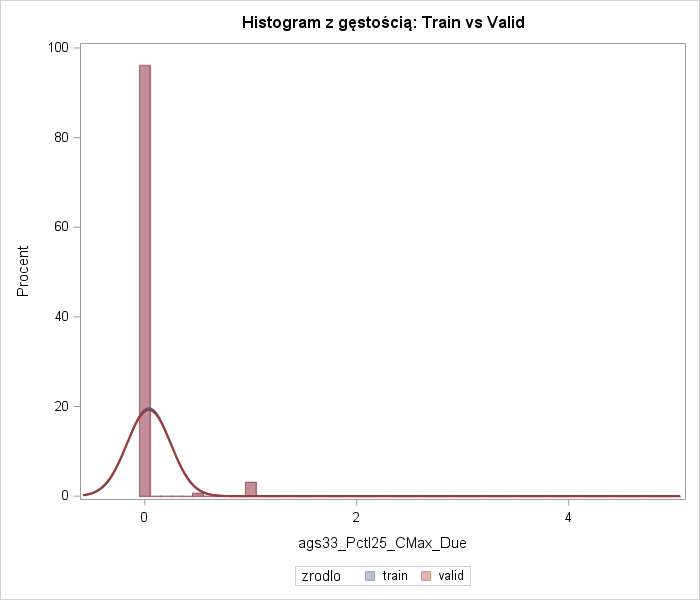 Histogram z gęstością: Train vs Valid
100
80
60
40
20
0
Procent
0 2 4
ags33_Pctl25_CMax_Due
zrodlo train valid